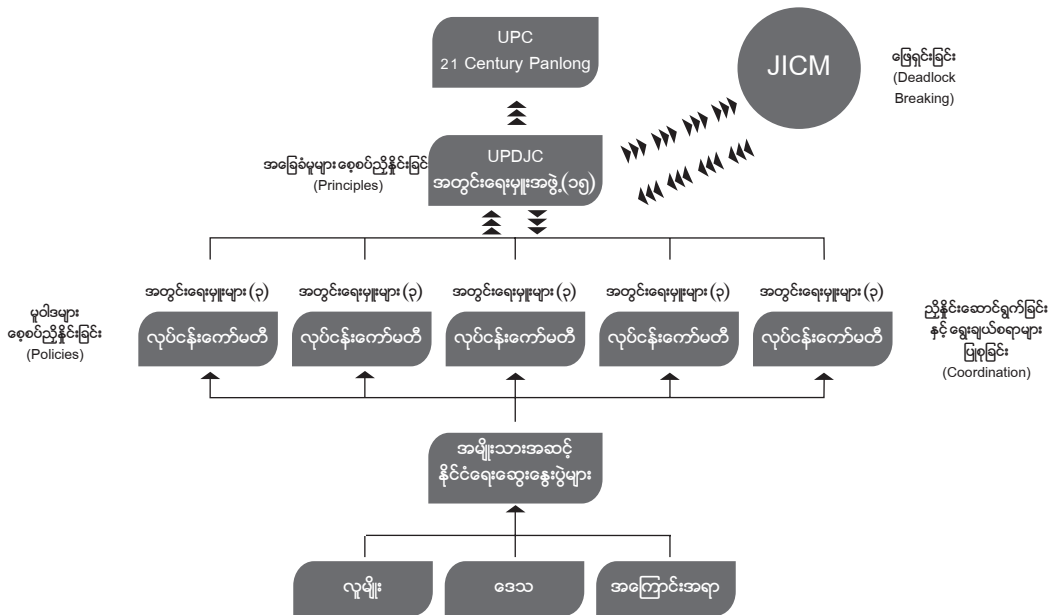 UPC
21 Century Panlong
JICM
ဖြေရှင်းခြင်း
(Deadlock
Breaking)
အခြေခံမူများ စေ့စပ်ညှိနှိုင်းခြင်း
(Principles)
UPDJC
အတွင်းရေးမှူးအဖွဲ့(၁၅)
မူဝါဒများ
စေ့စပ်ညှိနှိုင်းခြင်း
(Policies)
အတွင်းရေးမှူးများ (၃)
အတွင်းရေးမှူးများ (၃)
အတွင်းရေးမှူးများ (၃)
အတွင်းရေးမှူးများ (၃)
အတွင်းရေးမှူးများ (၃)
လုပ်ငန်းကော်မတီ
လုပ်ငန်းကော်မတီ
လုပ်ငန်းကော်မတီ
လုပ်ငန်းကော်မတီ
လုပ်ငန်းကော်မတီ
ညှိနှိုင်းဆောင်ရွက်ခြင်း
နှင့် ရွေးချယ်စရာများ
ပြုစုခြင်း
(Coordination)
အမျိုးသားအဆင့်
နိုင်ငံရေးဆွေးနွေးပွဲများ
လူမျိုး
ဒေသ
အကြောင်းအရာ